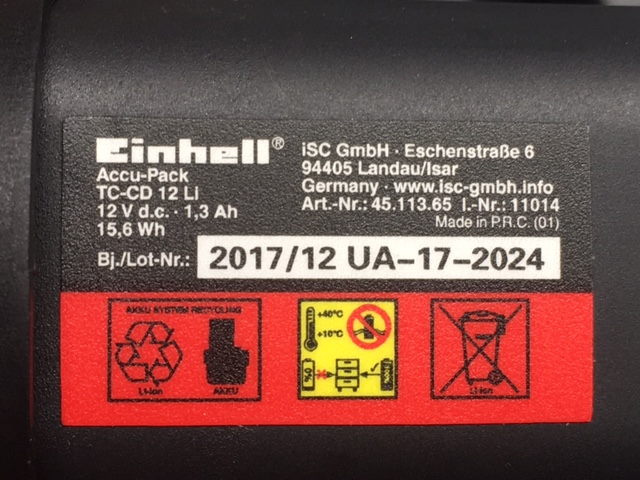 Einhell®
Accu-Pack
TC-CD 12 Li
12 V d.c. · 1,3 Ah
15,6 Wh
iSC GmbH · Eschenstraße 6
94405 Landau/Isar
Germany · www.isc-gmbh.info
Art.-Nr.: 45.113.65 I.-Nr.: 11014
Made in P.R.C. (01)
Bj./Lot-Nr.: 2017/12 UA-17-2024
AKKU SYSTEM RECYCLING
Li-Ion AKKU
+40°C
+10°C
0% 100%
Li-Ion